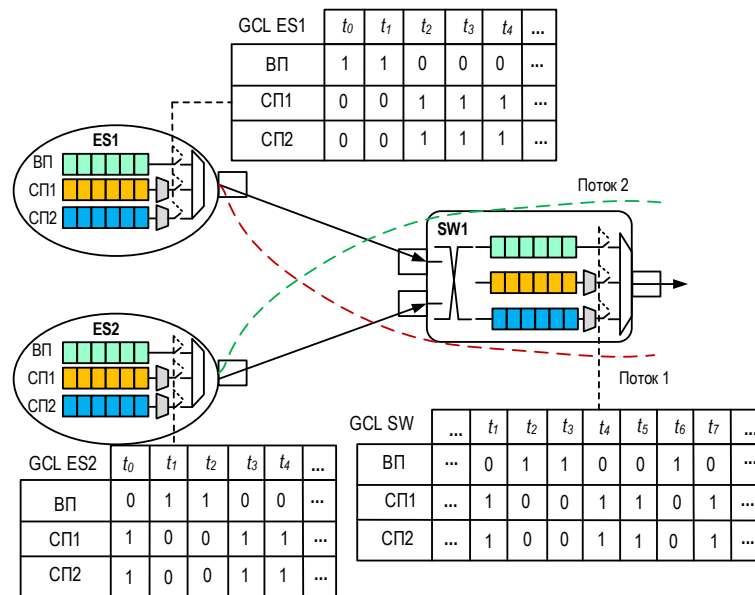 GCL ES1 t0 t1 t2 t3 t4 ...
ВП 1 1 0 0 0 ...
СП1 0 0 1 1 1 ...
СП2 0 0 1 1 1 ...
ES1
ВП
СП1
СП2
Поток 2
SW1
ES2
ВП
СП1
СП2
Поток 1
GCL SW ... t1 t2 t3 t4 t5 t6 t7 ...
ВП ... 0 1 1 0 0 1 0 ...
СП1 ... 1 0 0 1 1 0 1 ...
СП2 ... 1 0 0 1 1 0 1 ...
GCL ES2 t0 t1 t2 t3 t4 ...
ВП 0 1 1 0 0 ...
СП1 1 0 0 1 1 ...
СП2 1 0 0 1 1 ...